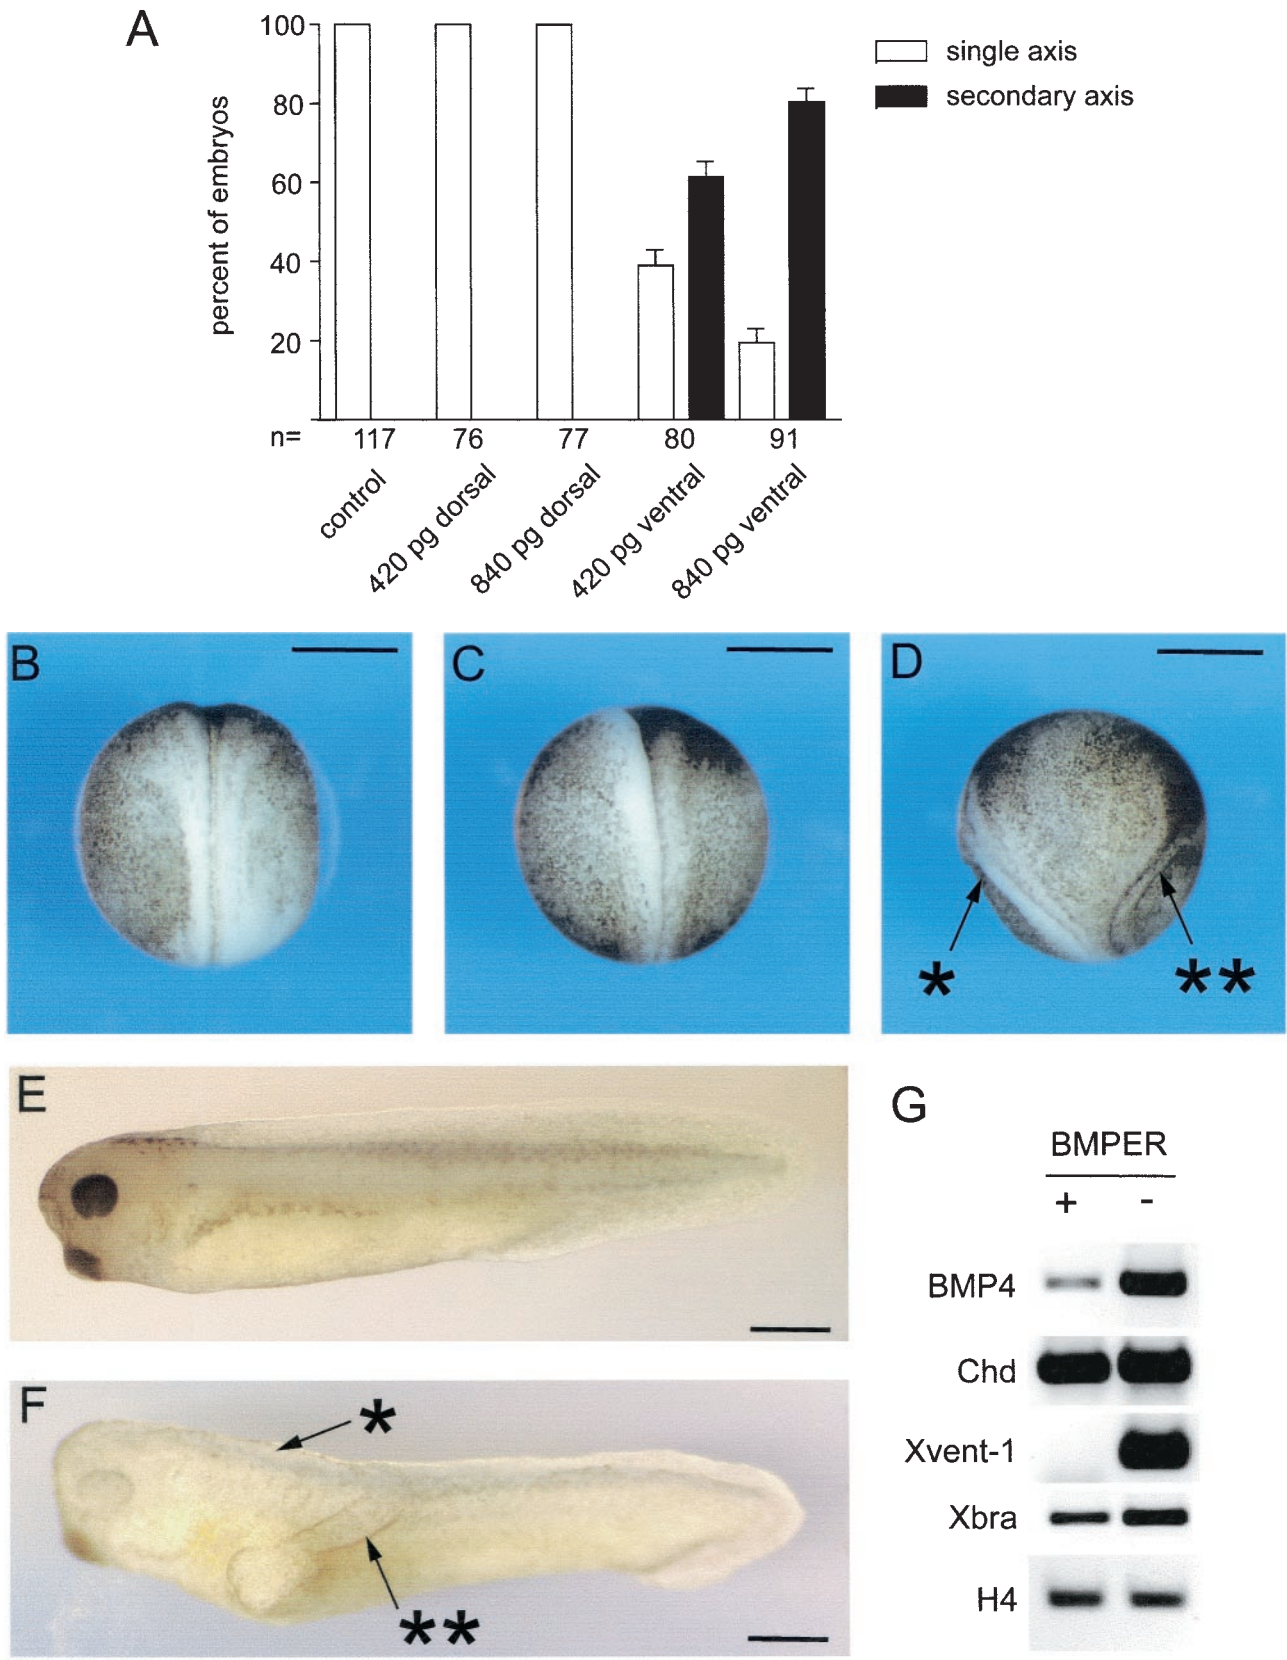 A
100
80
60
40
20
percent of embryos
single axis
secondary axis
n= 117 76 77 80 91
control
420 pg dorsal
840 pg dorsal
420 pg ventral
840 pg ventral
B
C
D
*
**
E
F
*
**
G
BMPER
+ -
BMP4
Chd
Xvent-1
Xbra
H4